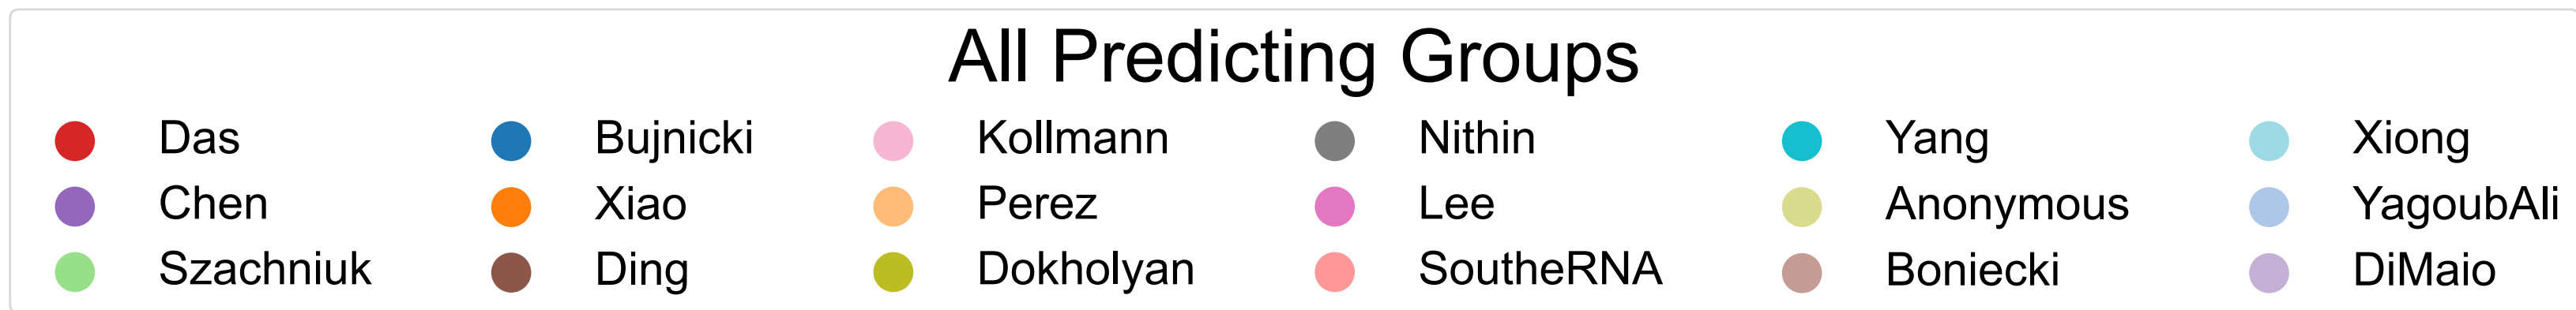 All Predicting Groups
Das Bujnicki Kollmann Nithin Yang Xiong
Chen Xiao Perez Lee Anonymous YagoubAli
Szachniuk Ding Dokholyan SoutheRNA Boniecki DiMaio